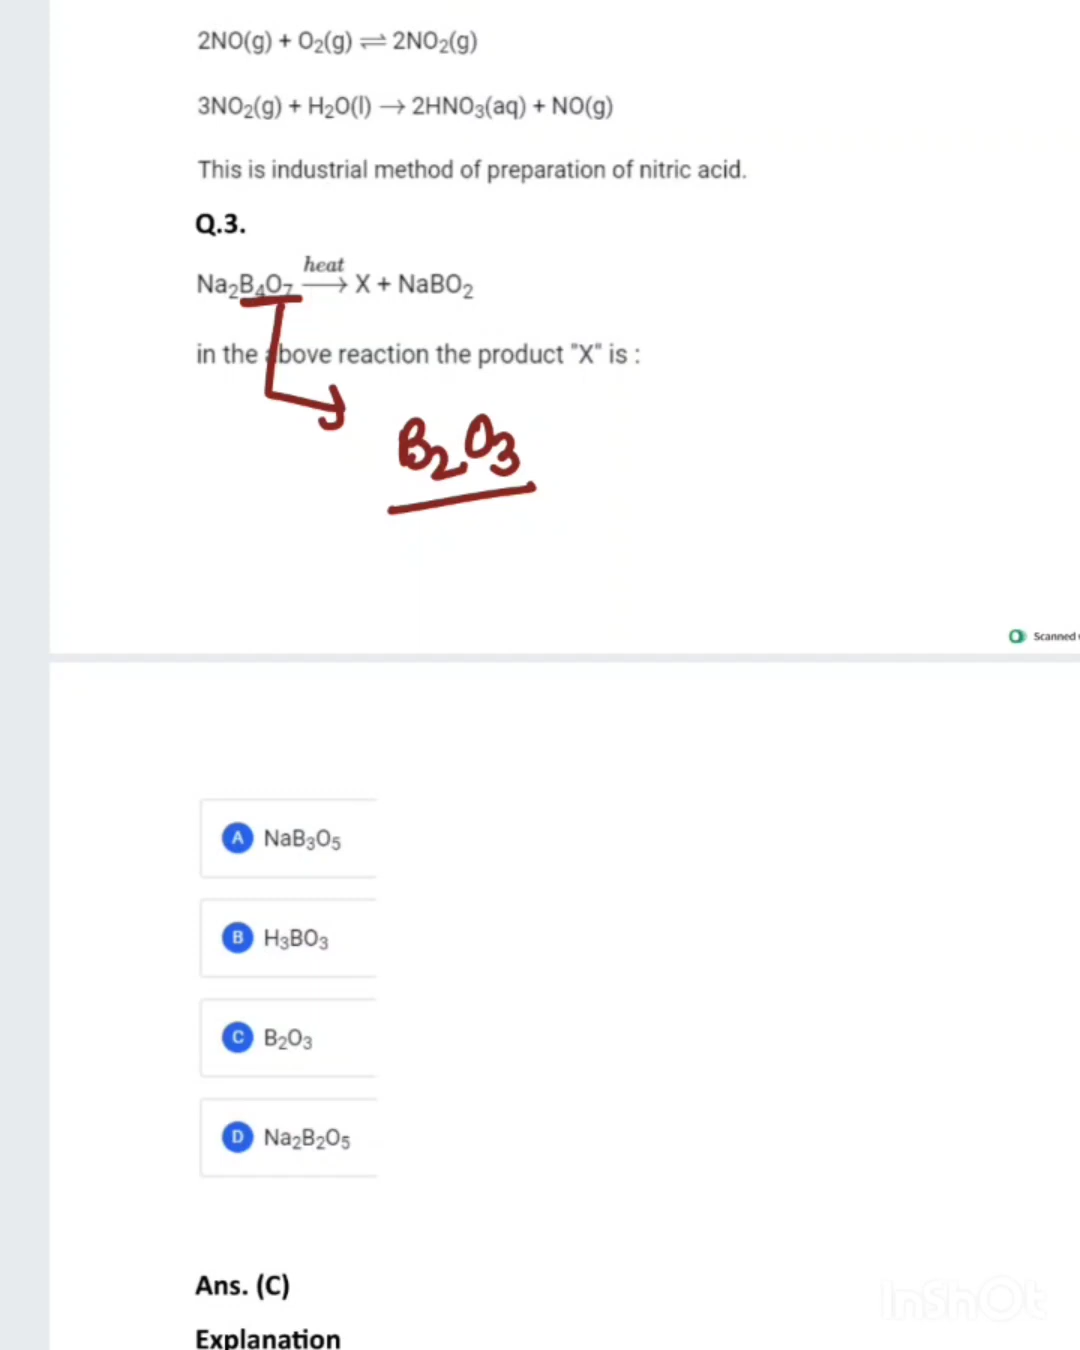 2NO(g) + O₂(g) ⇌ 2NO₂(g)
3NO₂(g) + H₂O(l) → 2HNO₃(aq) + NO(g)
This is industrial method of preparation of nitric acid.
Q.3.
heat
Na₂B₄O₇ ⟶ X + NaBO₂
in the above reaction the product "X" is :
B₂O₃
Scanned
A NaB₃O₅
B H₃BO₃
C B₂O₃
D Na₂B₂O₅
Ans. (C)
InShOt
Explanation